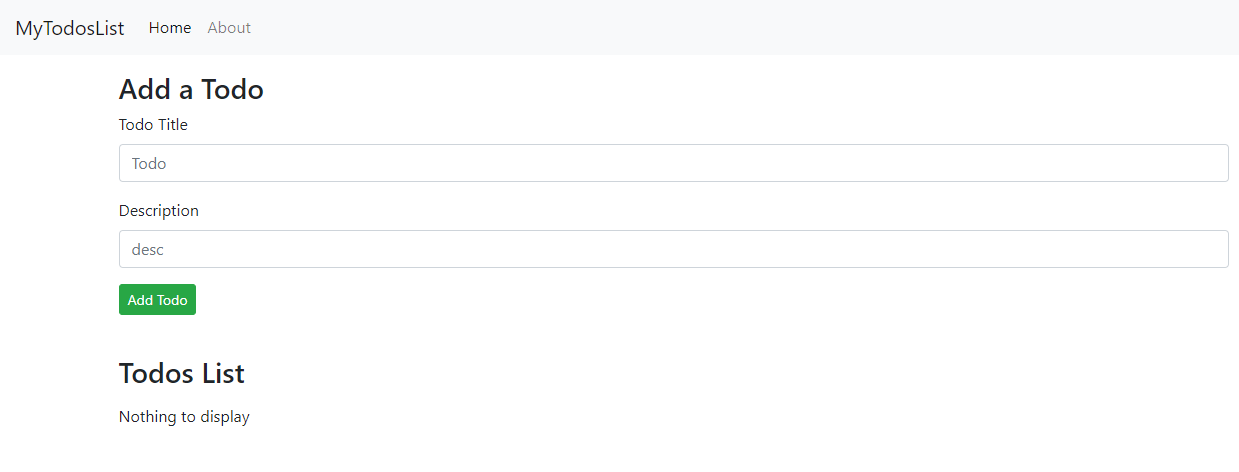 MyTodosList Home About
Add a Todo
Todo Title
Todo
Description
desc
Add Todo
Todos List
Nothing to display